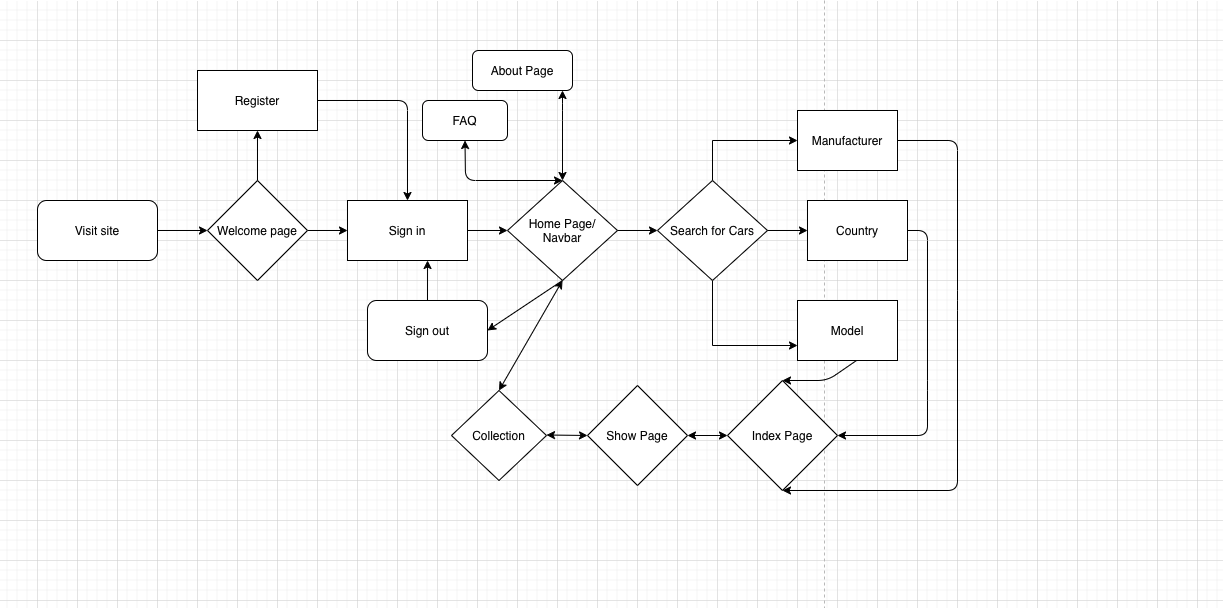 About Page
Register
FAQ
Manufacturer
Visit site
Welcome page
Sign in
Home Page/
Navbar
Search for Cars
Country
Sign out
Model
Collection
Show Page
Index Page